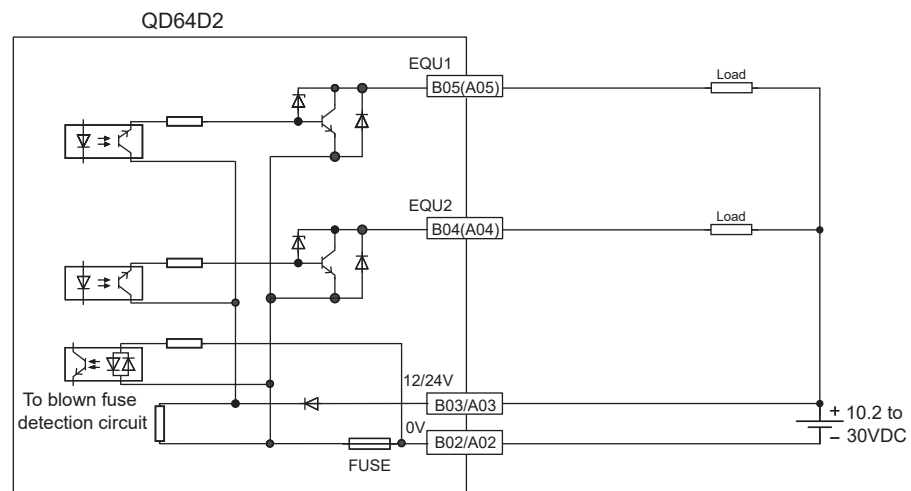 QD64D2
EQU1
B05(A05)
Load
EQU2
B04(A04)
Load
12/24V
B03/A03
To blown fuse
detection circuit
0V
B02/A02
FUSE
+ 10.2 to
– 30VDC